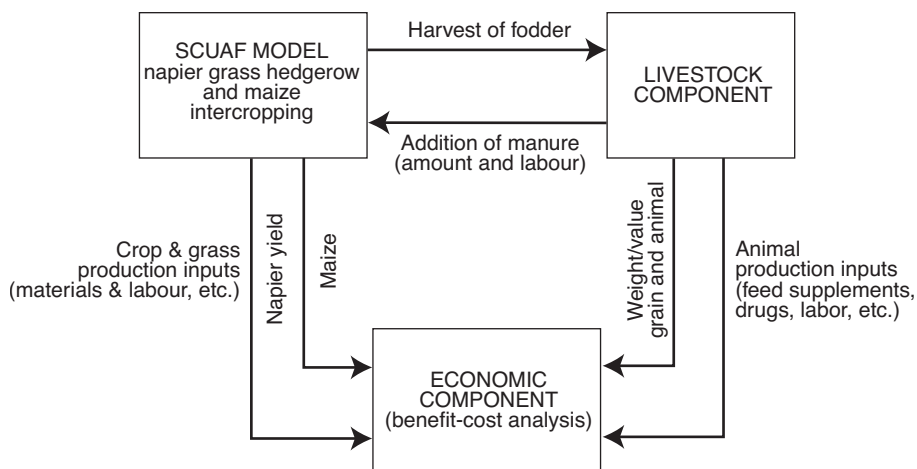 SCUAF MODEL
napier grass hedgerow
and maize
intercropping
Harvest of fodder
LIVESTOCK
COMPONENT
Addition of manure
(amount and labour)
Crop & grass
production inputs
(materials & labour, etc.)
Napier yield
Maize
Weight/value
grain and animal
Animal
production inputs
(feed supplements,
drugs, labor, etc.)
ECONOMIC
COMPONENT
(benefit-cost analysis)